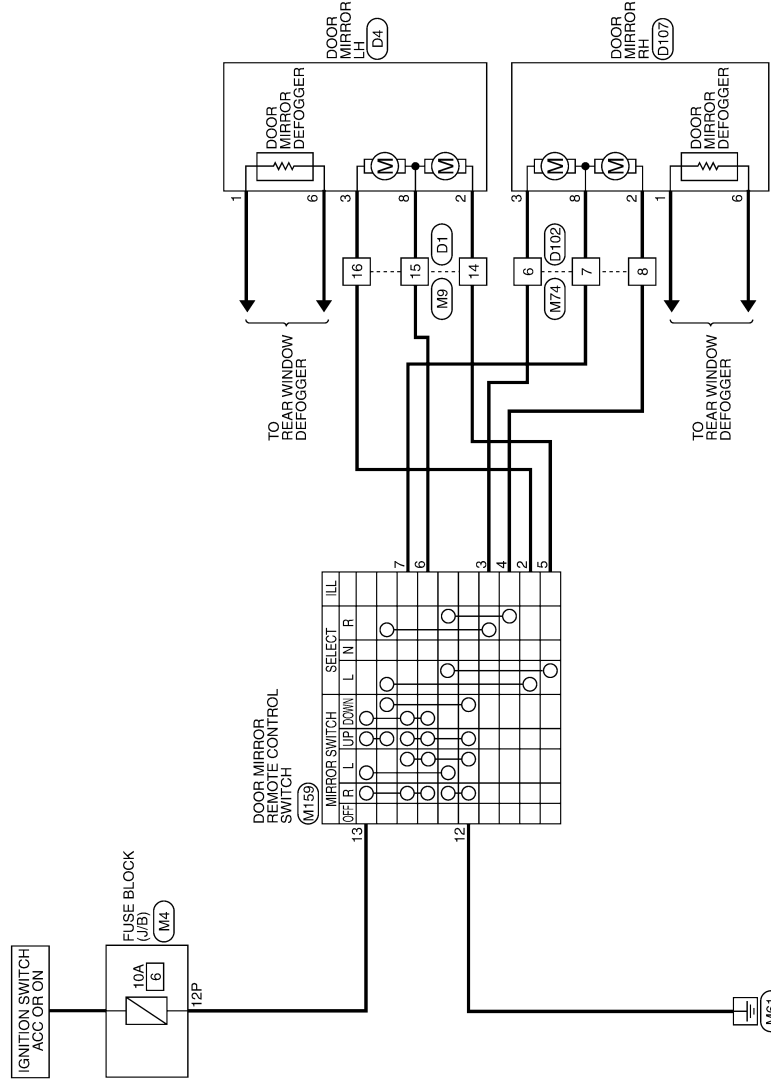 DOOR
MIRROR
LH
D4
DOOR
MIRROR
RH
D107
DOOR
MIRROR
DEFOGGER
DOOR
MIRROR
DEFOGGER
M
M
M
M
1
6
3
8
2
3
8
2
1
6
16
15
14
D1
M9
6
7
8
D102
M74
TO
REAR WINDOW
DEFOGGER
TO
REAR WINDOW
DEFOGGER
7
6
3
4
2
5
DOOR MIRROR
REMOTE CONTROL
SWITCH
M159
MIRROR SWITCH
SELECT
ILL
OFF
R
L
UP
DOWN
L
N
R
13
12
FUSE BLOCK
(J/B)
M4
10A
6
12P
IGNITION SWITCH
ACC OR ON
M61